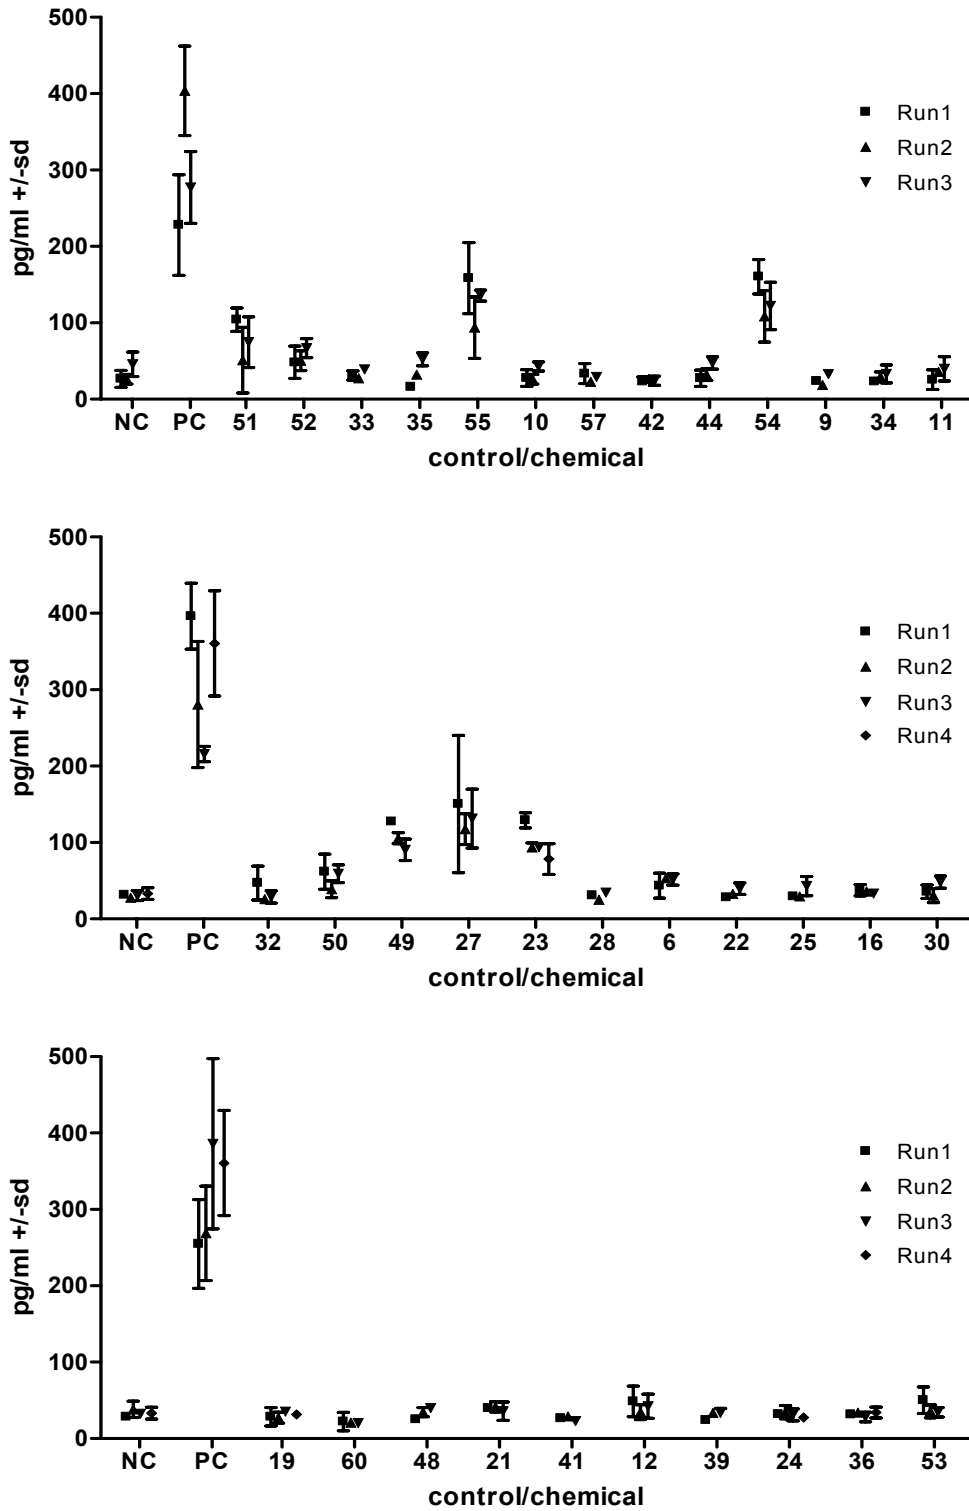 500
400
300
200
100
0
pg/ml +/-sd
Run1
Run2
Run3
NC PC 51 52 33 35 55 10 57 42 44 54 9 34 11
control/chemical
500
400
300
200
100
0
pg/ml +/-sd
Run1
Run2
Run3
Run4
NC PC 32 50 49 27 23 28 6 22 25 16 30
control/chemical
500
400
300
200
100
0
pg/ml +/-sd
Run1
Run2
Run3
Run4
NC PC 19 60 48 21 41 12 39 24 36 53
control/chemical